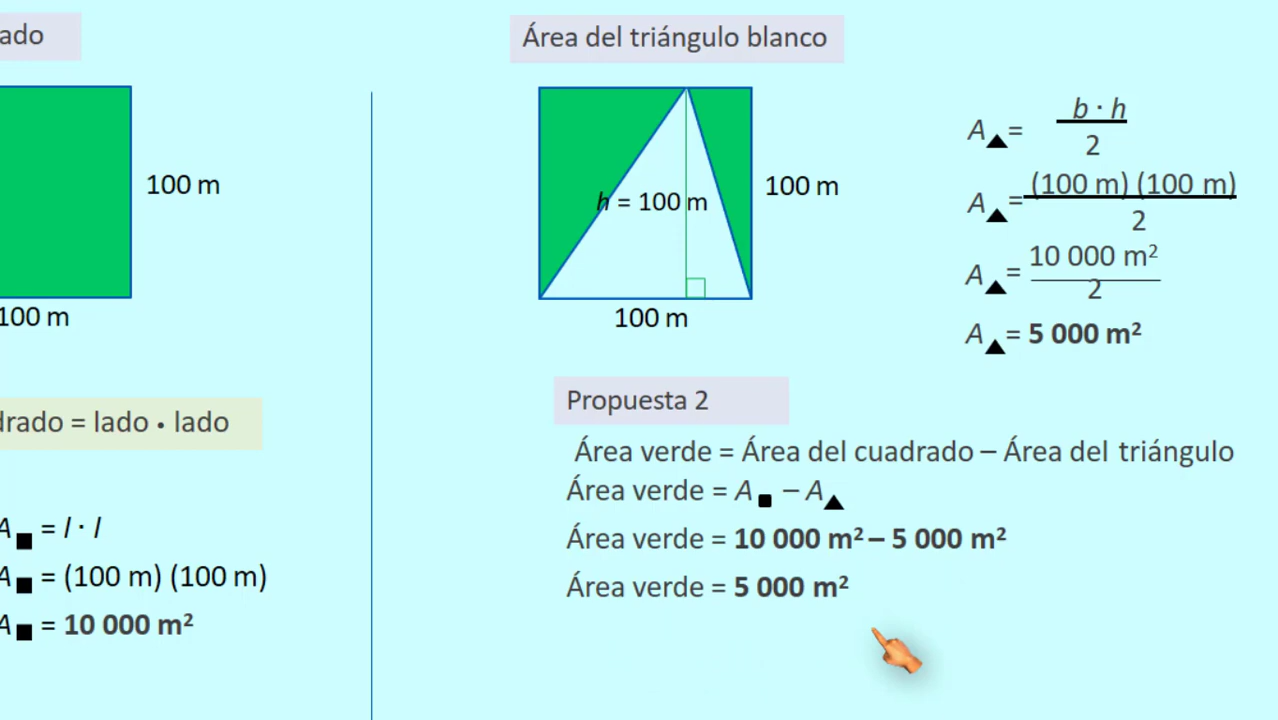 ado
100 m
100 m
drado = lado • lado
A■ = l · l
A■ = (100 m) (100 m)
A■ = 10 000 m²
Área del triángulo blanco
h = 100 m
100 m
100 m
A▲= b · h
2
A▲= (100 m) (100 m)
2
A▲= 10 000 m²
2
A▲= 5 000 m²
Propuesta 2
Área verde = Área del cuadrado – Área del triángulo
Área verde = A■ – A▲
Área verde = 10 000 m² – 5 000 m²
Área verde = 5 000 m²